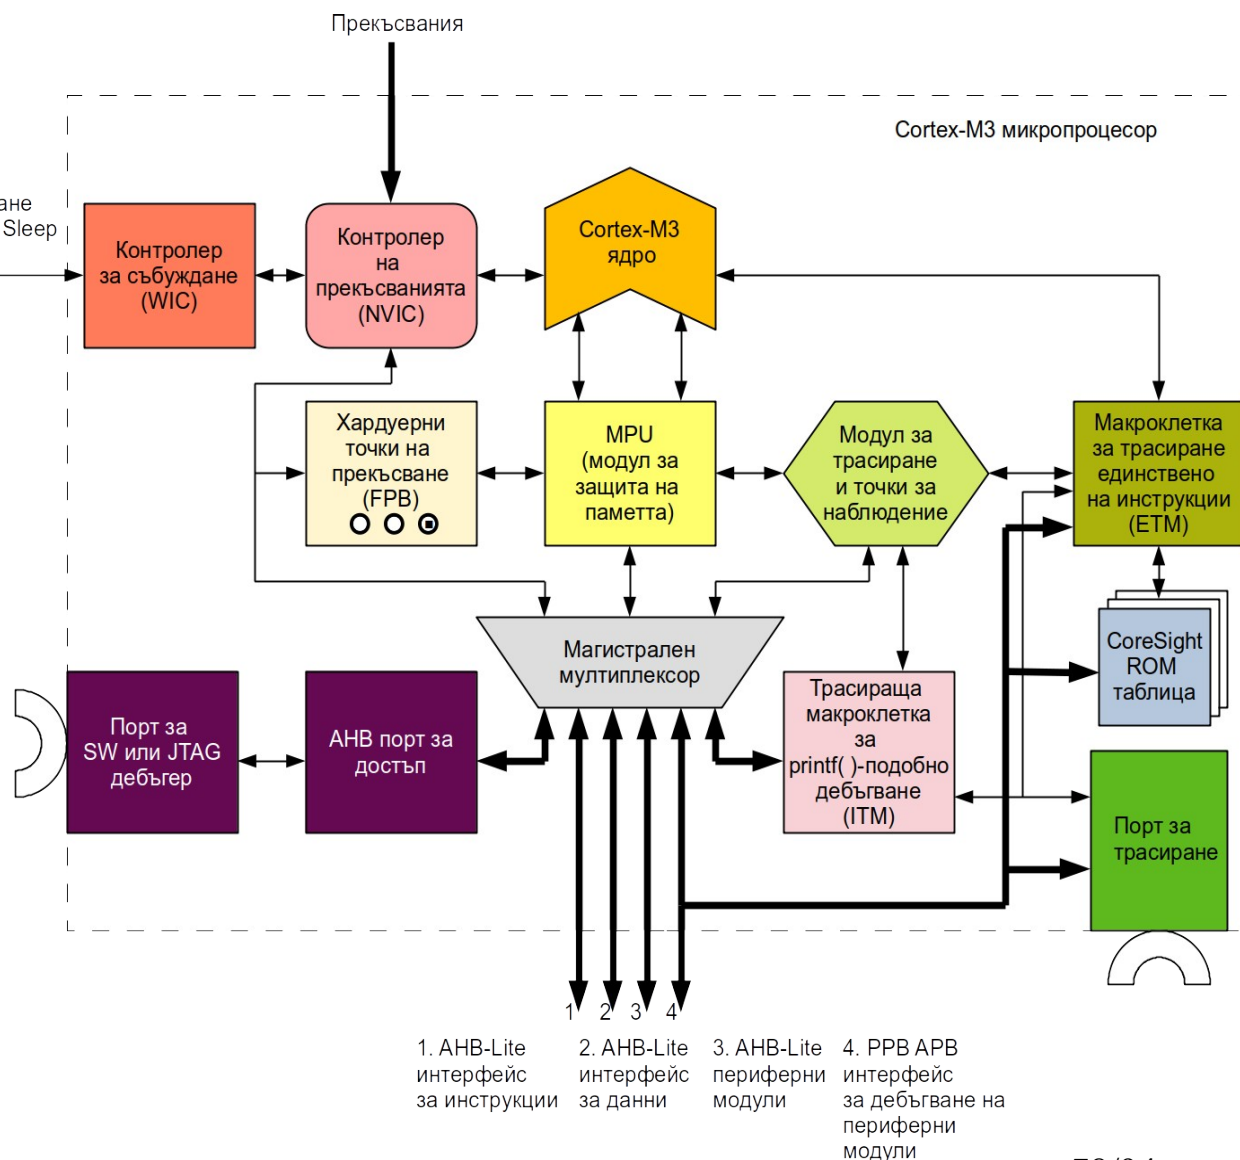 Прекъсвания
Cortex-M3 микропроцесор
Sleep
Контролер
за събуждане
(WIC)
Контролер
на
прекъсванията
(NVIC)
Cortex-M3
ядро
Хардуерни
точки на
прекъсване
(FPB)
MPU
(модул за
защита на
паметта)
Модул за
трасиране
и точки за
наблюдение
Макроклетка
за трасиране
единствено
на инструкции
(ETM)
Магистрален
мултиплексор
CoreSight
ROM
таблица
Порт за
SW или JTAG
дебъгер
AHB порт за
достъп
Трасираща
макроклетка
за
printf( )-подобно
дебъгване
(ITM)
Порт за
трасиране
1 2 3 4
1. AHB-Lite
интерфейс
за инструкции
2. AHB-Lite
интерфейс
за данни
3. AHB-Lite
периферни
модули
4. PPB APB
интерфейс
за дебъгване на
периферни
модули